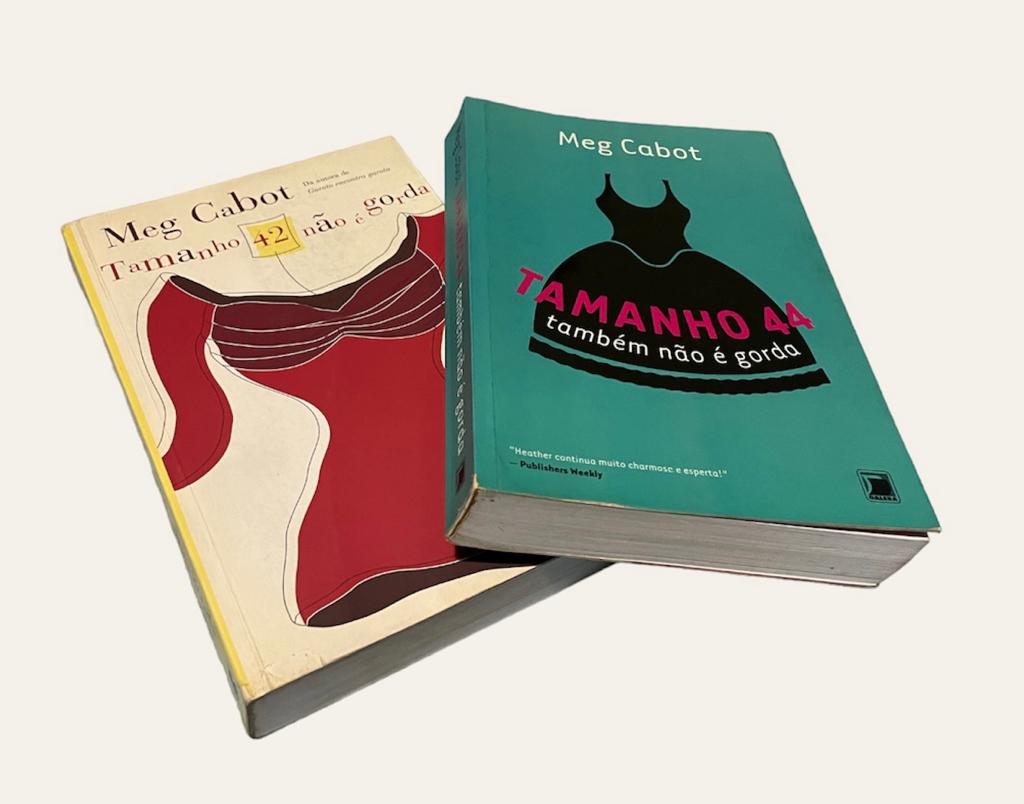 Meg Cabot
Da autora de
Garoto encontra garota
Tamanho 42 não é gorda
Meg Cabot
TAMANHO 44
também não é gorda
"Heather continua muito charmosa e esperta!"
— Publishers Weekly